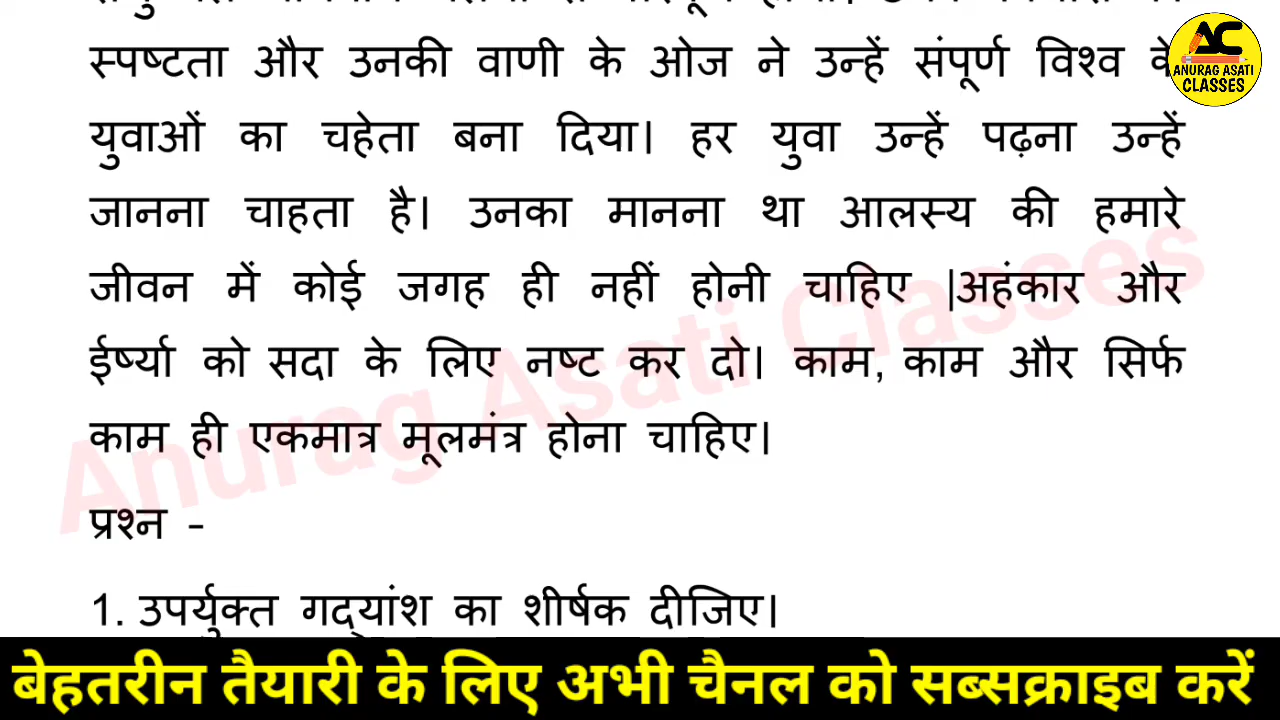 स्पष्टता और उनकी वाणी के ओज ने उन्हें संपूर्ण विश्व के
युवाओं का चहेता बना दिया। हर युवा उन्हें पढ़ना उन्हें
जानना चाहता है। उनका मानना था आलस्य की हमारे
जीवन में कोई जगह ही नहीं होनी चाहिए |अहंकार और
ईर्ष्या को सदा के लिए नष्ट कर दो। काम, काम और सिर्फ
काम ही एकमात्र मूलमंत्र होना चाहिए।
प्रश्न -
1. उपर्युक्त गद्यांश का शीर्षक दीजिए।
बेहतरीन तैयारी के लिए अभी चैनल को सब्सक्राइब करें
AC
ANURAG ASATI
CLASSES
Anurag Asati Classes